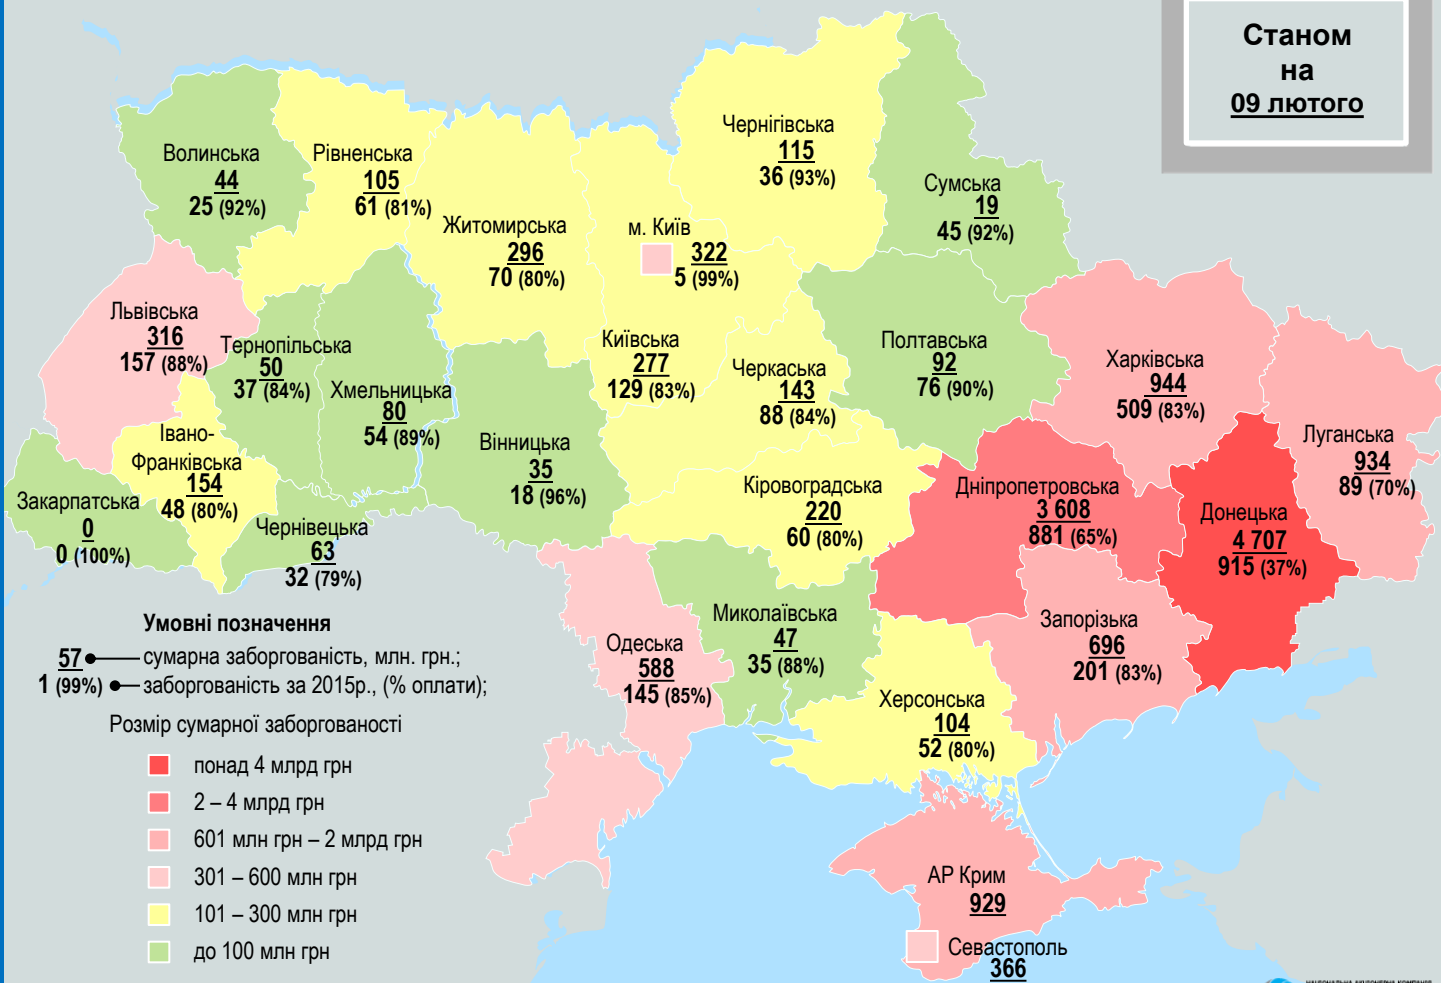 Станом
на
09 лютого
Волинська
44
25 (92%)
Рівненська
105
61 (81%)
Житомирська
296
70 (80%)
м. Київ
322
5 (99%)
Чернігівська
115
36 (93%)
Сумська
19
45 (92%)
Львівська
316
157 (88%)
Тернопільська
50
37 (84%)
Хмельницька
80
54 (89%)
Київська
277
129 (83%)
Черкаська
143
88 (84%)
Полтавська
92
76 (90%)
Харківська
944
509 (83%)
Луганська
934
89 (70%)
Івано-
Франківська
154
48 (80%)
Вінницька
35
18 (96%)
Кіровоградська
220
60 (80%)
Дніпропетровська
3 608
881 (65%)
Донецька
4 707
915 (37%)
Закарпатська
0
0 (100%)
Чернівецька
63
32 (79%)
Одеська
588
145 (85%)
Миколаївська
47
35 (88%)
Запорізька
696
201 (83%)
Херсонська
104
52 (80%)
АР Крим
929
Севастополь
366
Умовні позначення
57 сумарна заборгованість, млн. грн.;
1 (99%) заборгованість за 2015р., (% оплати);
Розмір сумарної заборгованості
понад 4 млрд грн
2 – 4 млрд грн
601 млн грн – 2 млрд грн
301 – 600 млн грн
101 – 300 млн грн
до 100 млн грн